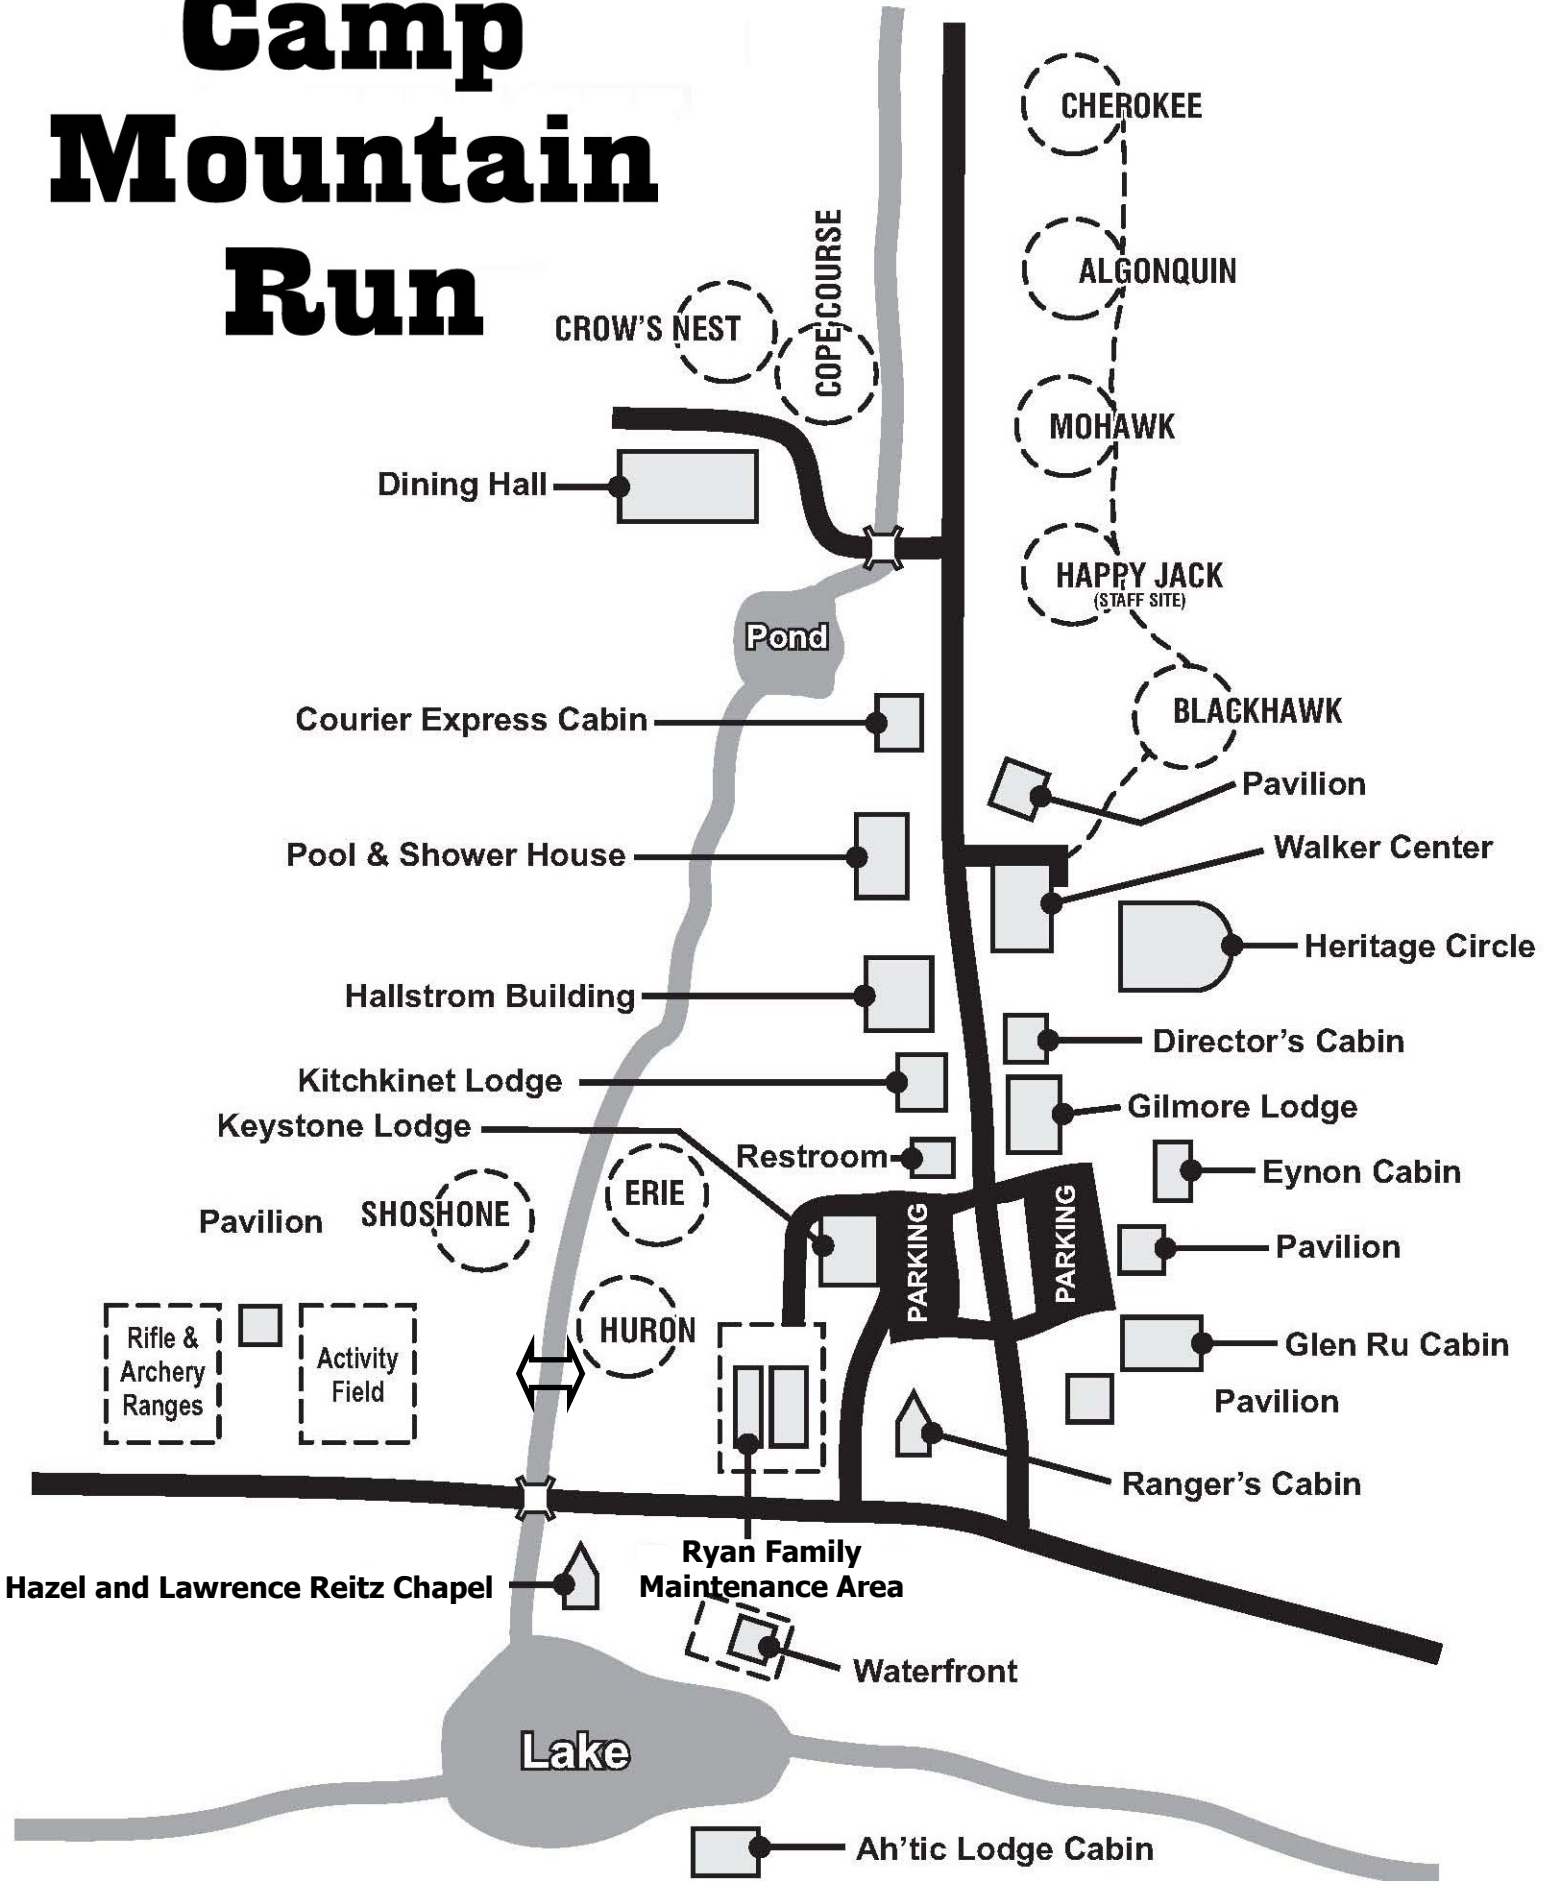 Camp
Mountain
Run
CHEROKEE
ALGONQUIN
COPE COURSE
CROW'S NEST
MOHAWK
Dining Hall
HAPPY JACK
(STAFF SITE)
Pond
BLACKHAWK
Courier Express Cabin
Pavilion
Walker Center
Pool & Shower House
Heritage Circle
Hallstrom Building
Director's Cabin
Kitchkinet Lodge
Gilmore Lodge
Keystone Lodge
Restroom
Eynon Cabin
ERIE
SHOSHONE
Pavilion
PARKING
PARKING
Pavilion
HURON
Rifle &
Archery
Ranges
Activity
Field
Glen Ru Cabin
Pavilion
Ranger's Cabin
Ryan Family
Maintenance Area
Hazel and Lawrence Reitz Chapel
Waterfront
Lake
Ah'tic Lodge Cabin